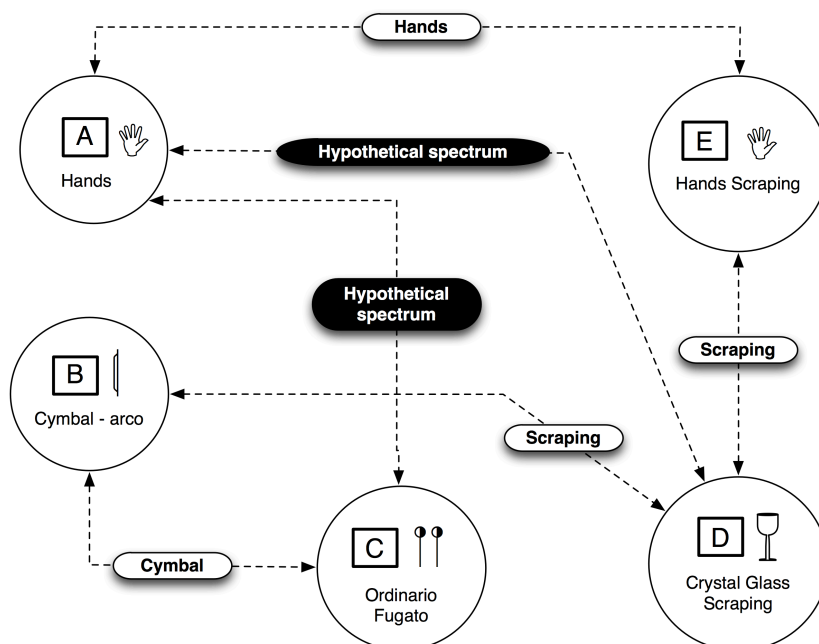 Hands
A
Hands
Hypothetical spectrum
E
Hands Scraping
Hypothetical
spectrum
B
Cymbal - arco
Scraping
Scraping
Cymbal
C
Ordinario
Fugato
D
Crystal Glass
Scraping